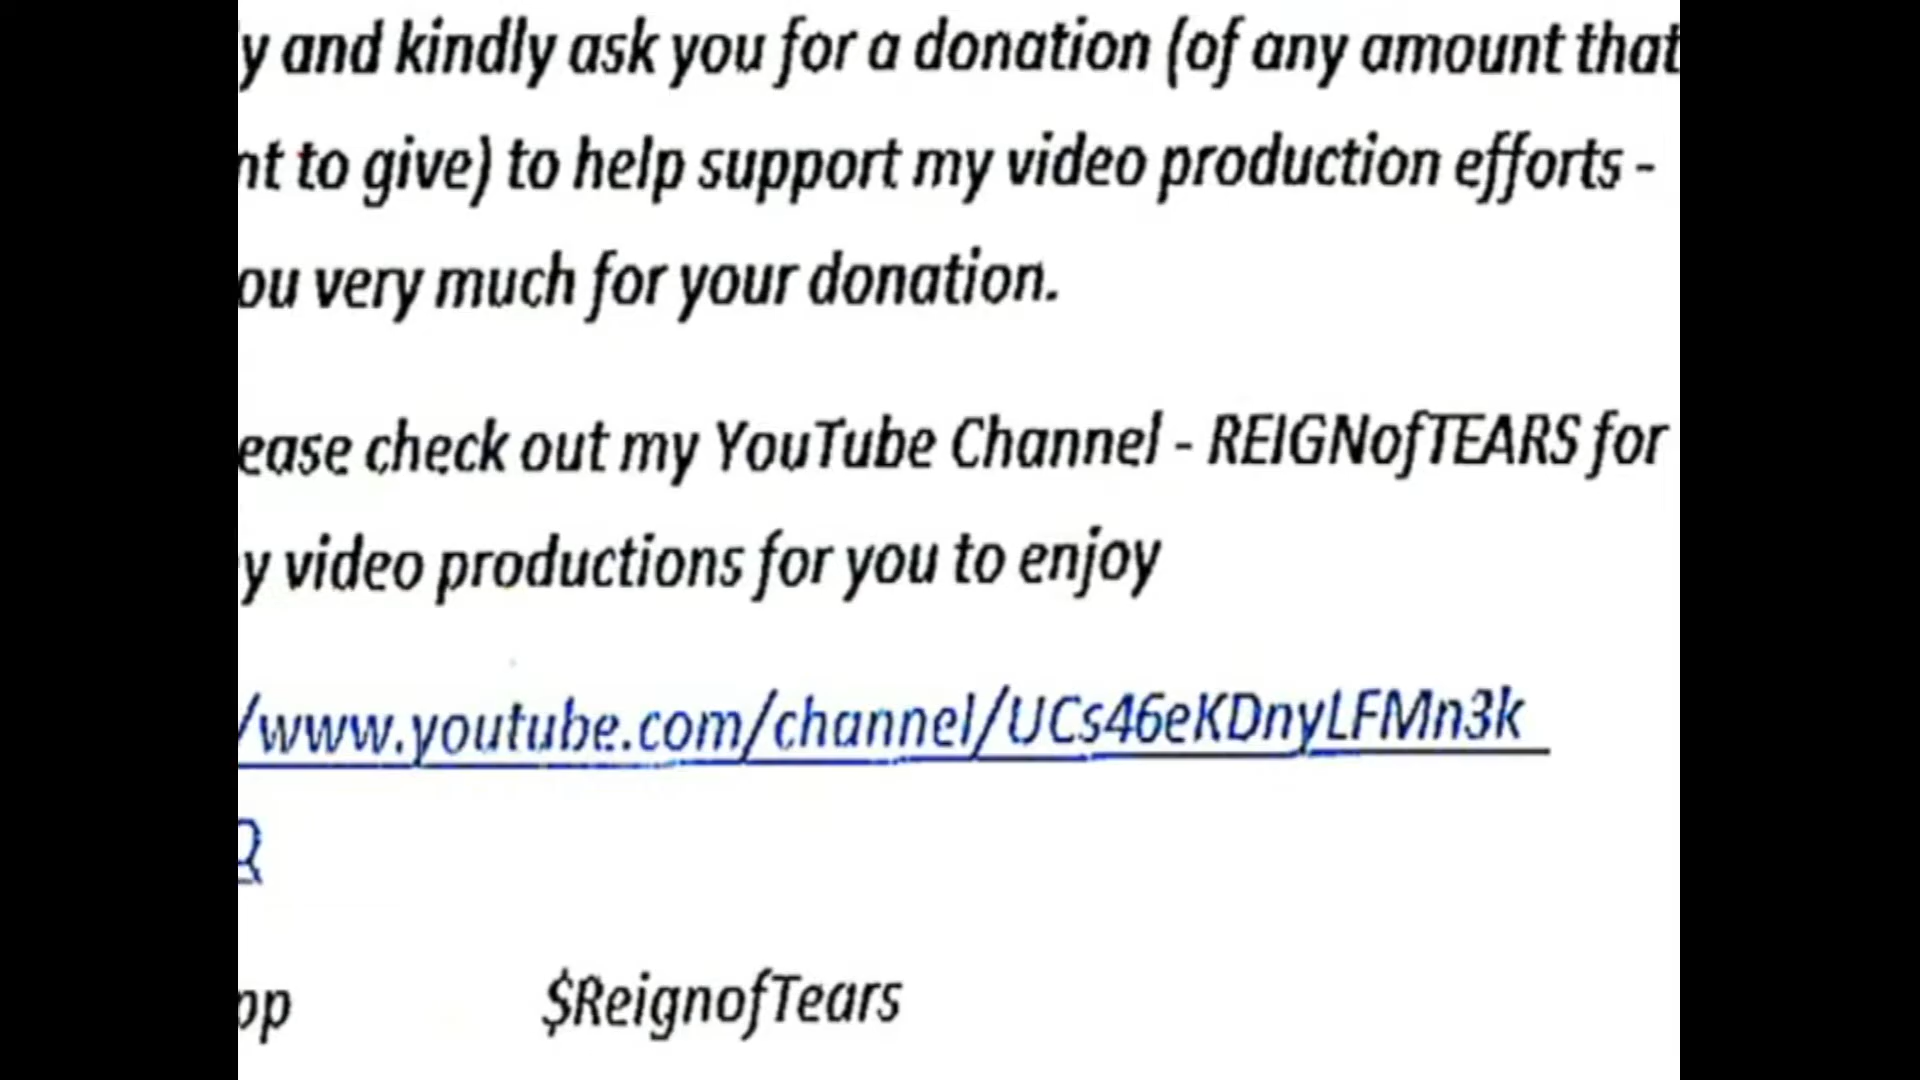 y and kindly ask you for a donation (of any amount that
nt to give) to help support my video production efforts -
ou very much for your donation.
ease check out my YouTube Channel - REIGNofTEARS for
y video productions for you to enjoy
/www.youtube.com/channel/UCs46eKDnyLFMn3k
pp $ReignofTears